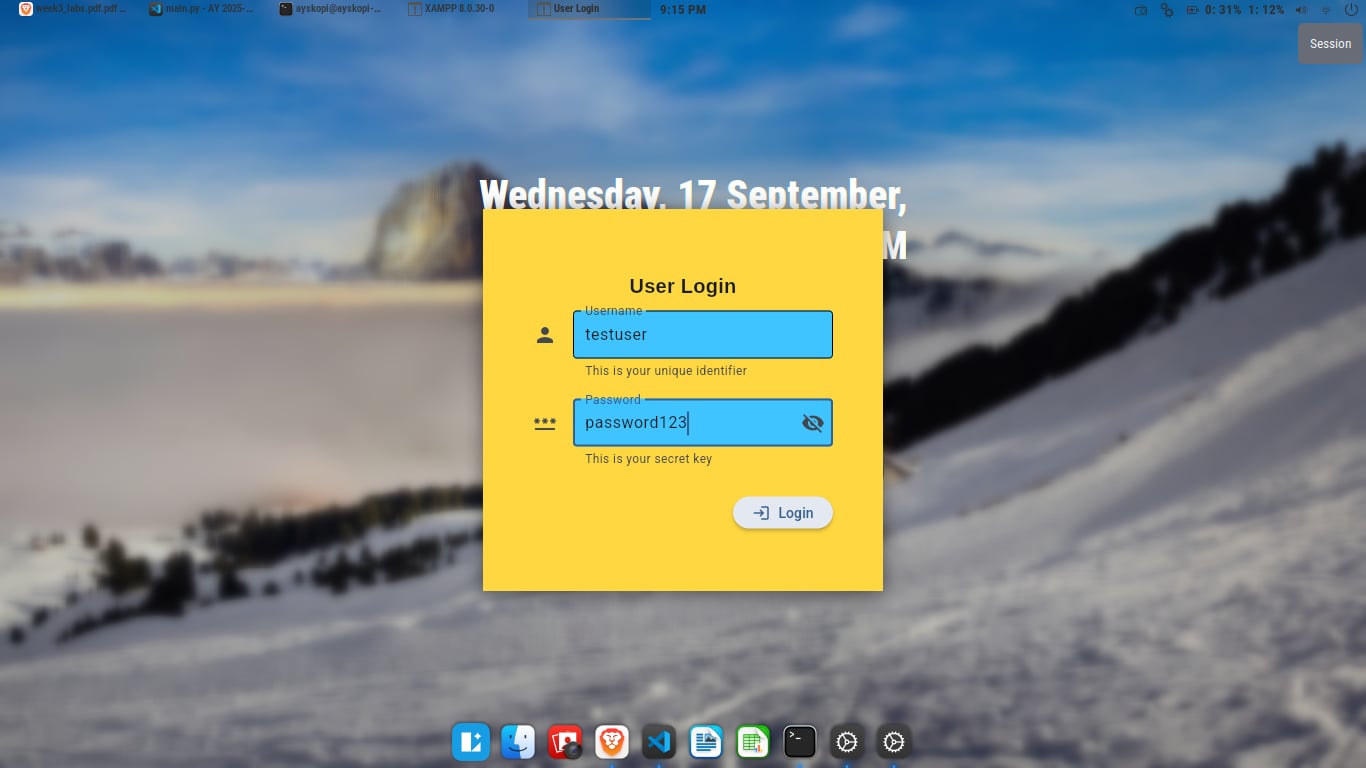 week3_labs.pdf.pdf...
main.py - AY 2025-...
ayskopi@ayskopi-...
XAMPP 8.0.30-0
User Login
9:15 PM
0: 31% 1: 12%
Session
Wednesday, 17 September,
M
User Login
Username
testuser
This is your unique identifier
Password
password123
This is your secret key
Login